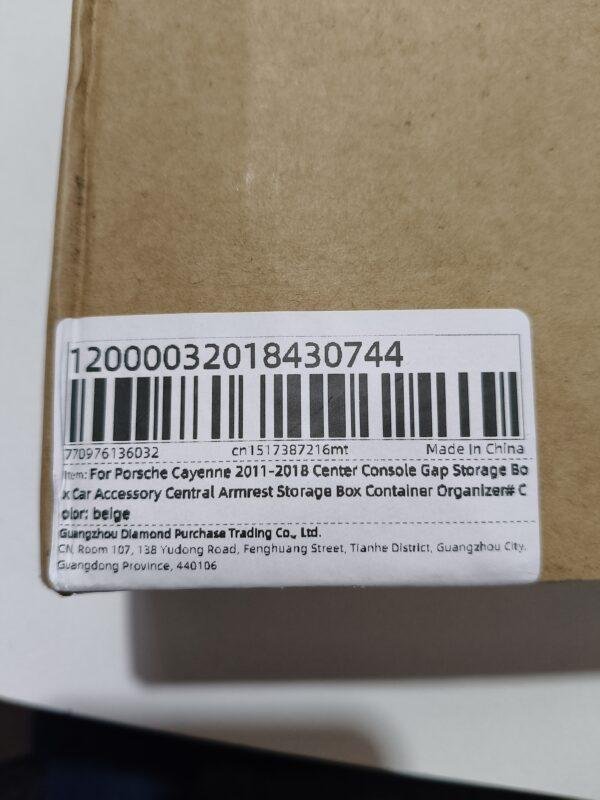 12000032018430744
770976136032 cn1517387216mt Made In China
Item: For Porsche Cayenne 2011-2018 Center Console Gap Storage Bo
x Car Accessory Central Armrest Storage Box Container Organizer# C
olor: beige
Guangzhou Diamond Purchase Trading Co., Ltd.
CN, Room 107, 138 Yudong Road, Fenghuang Street, Tianhe District, Guangzhou City,
Guangdong Province, 440106